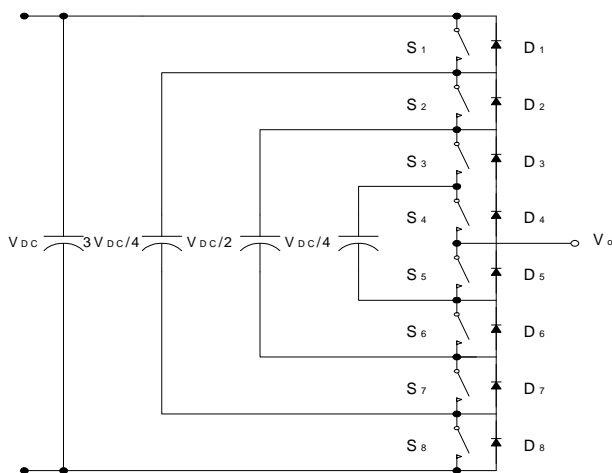 S1 D1
S2 D2
S3 D3
S4 D4
VDC 3VDC/4 VDC/2 VDC/4 Vo
S5 D5
S6 D6
S7 D7
S8 D8